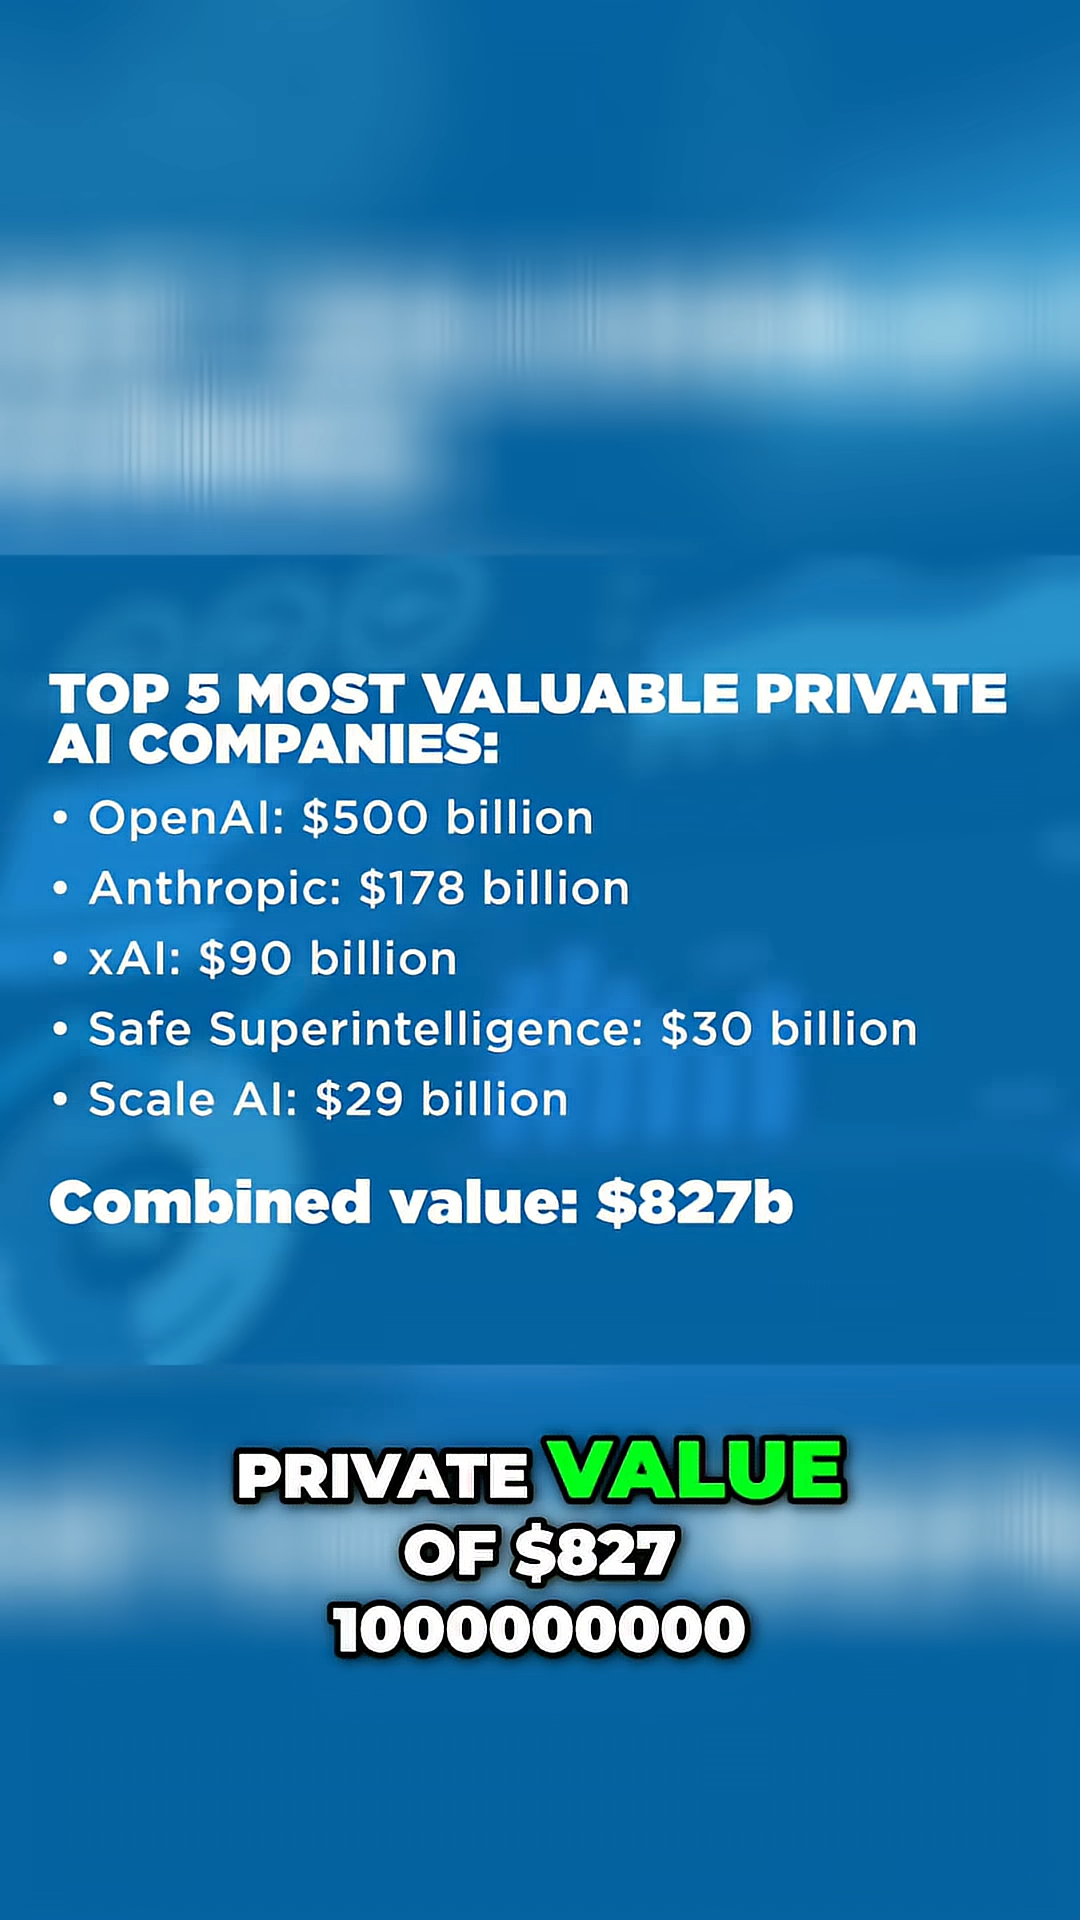 TOP 5 MOST VALUABLE PRIVATE
AI COMPANIES:
• OpenAI: $500 billion
• Anthropic: $178 billion
• xAI: $90 billion
• Safe Superintelligence: $30 billion
• Scale AI: $29 billion
Combined value: $827b
PRIVATE VALUE
OF $827
1000000000